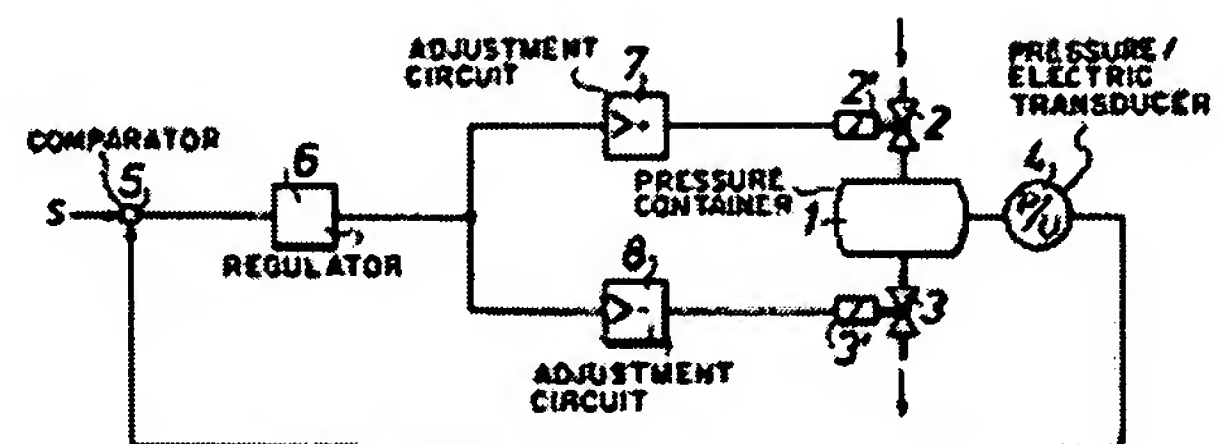 ADJUSTMENT
CIRCUIT
7
PRESSURE/
ELECTRIC
TRANSDUCER
2'
2
COMPARATOR
5
6
4
S
PRESSURE
CONTAINER
1
P/U
REGULATOR
8
> +
> -
3
3'
ADJUSTMENT
CIRCUIT